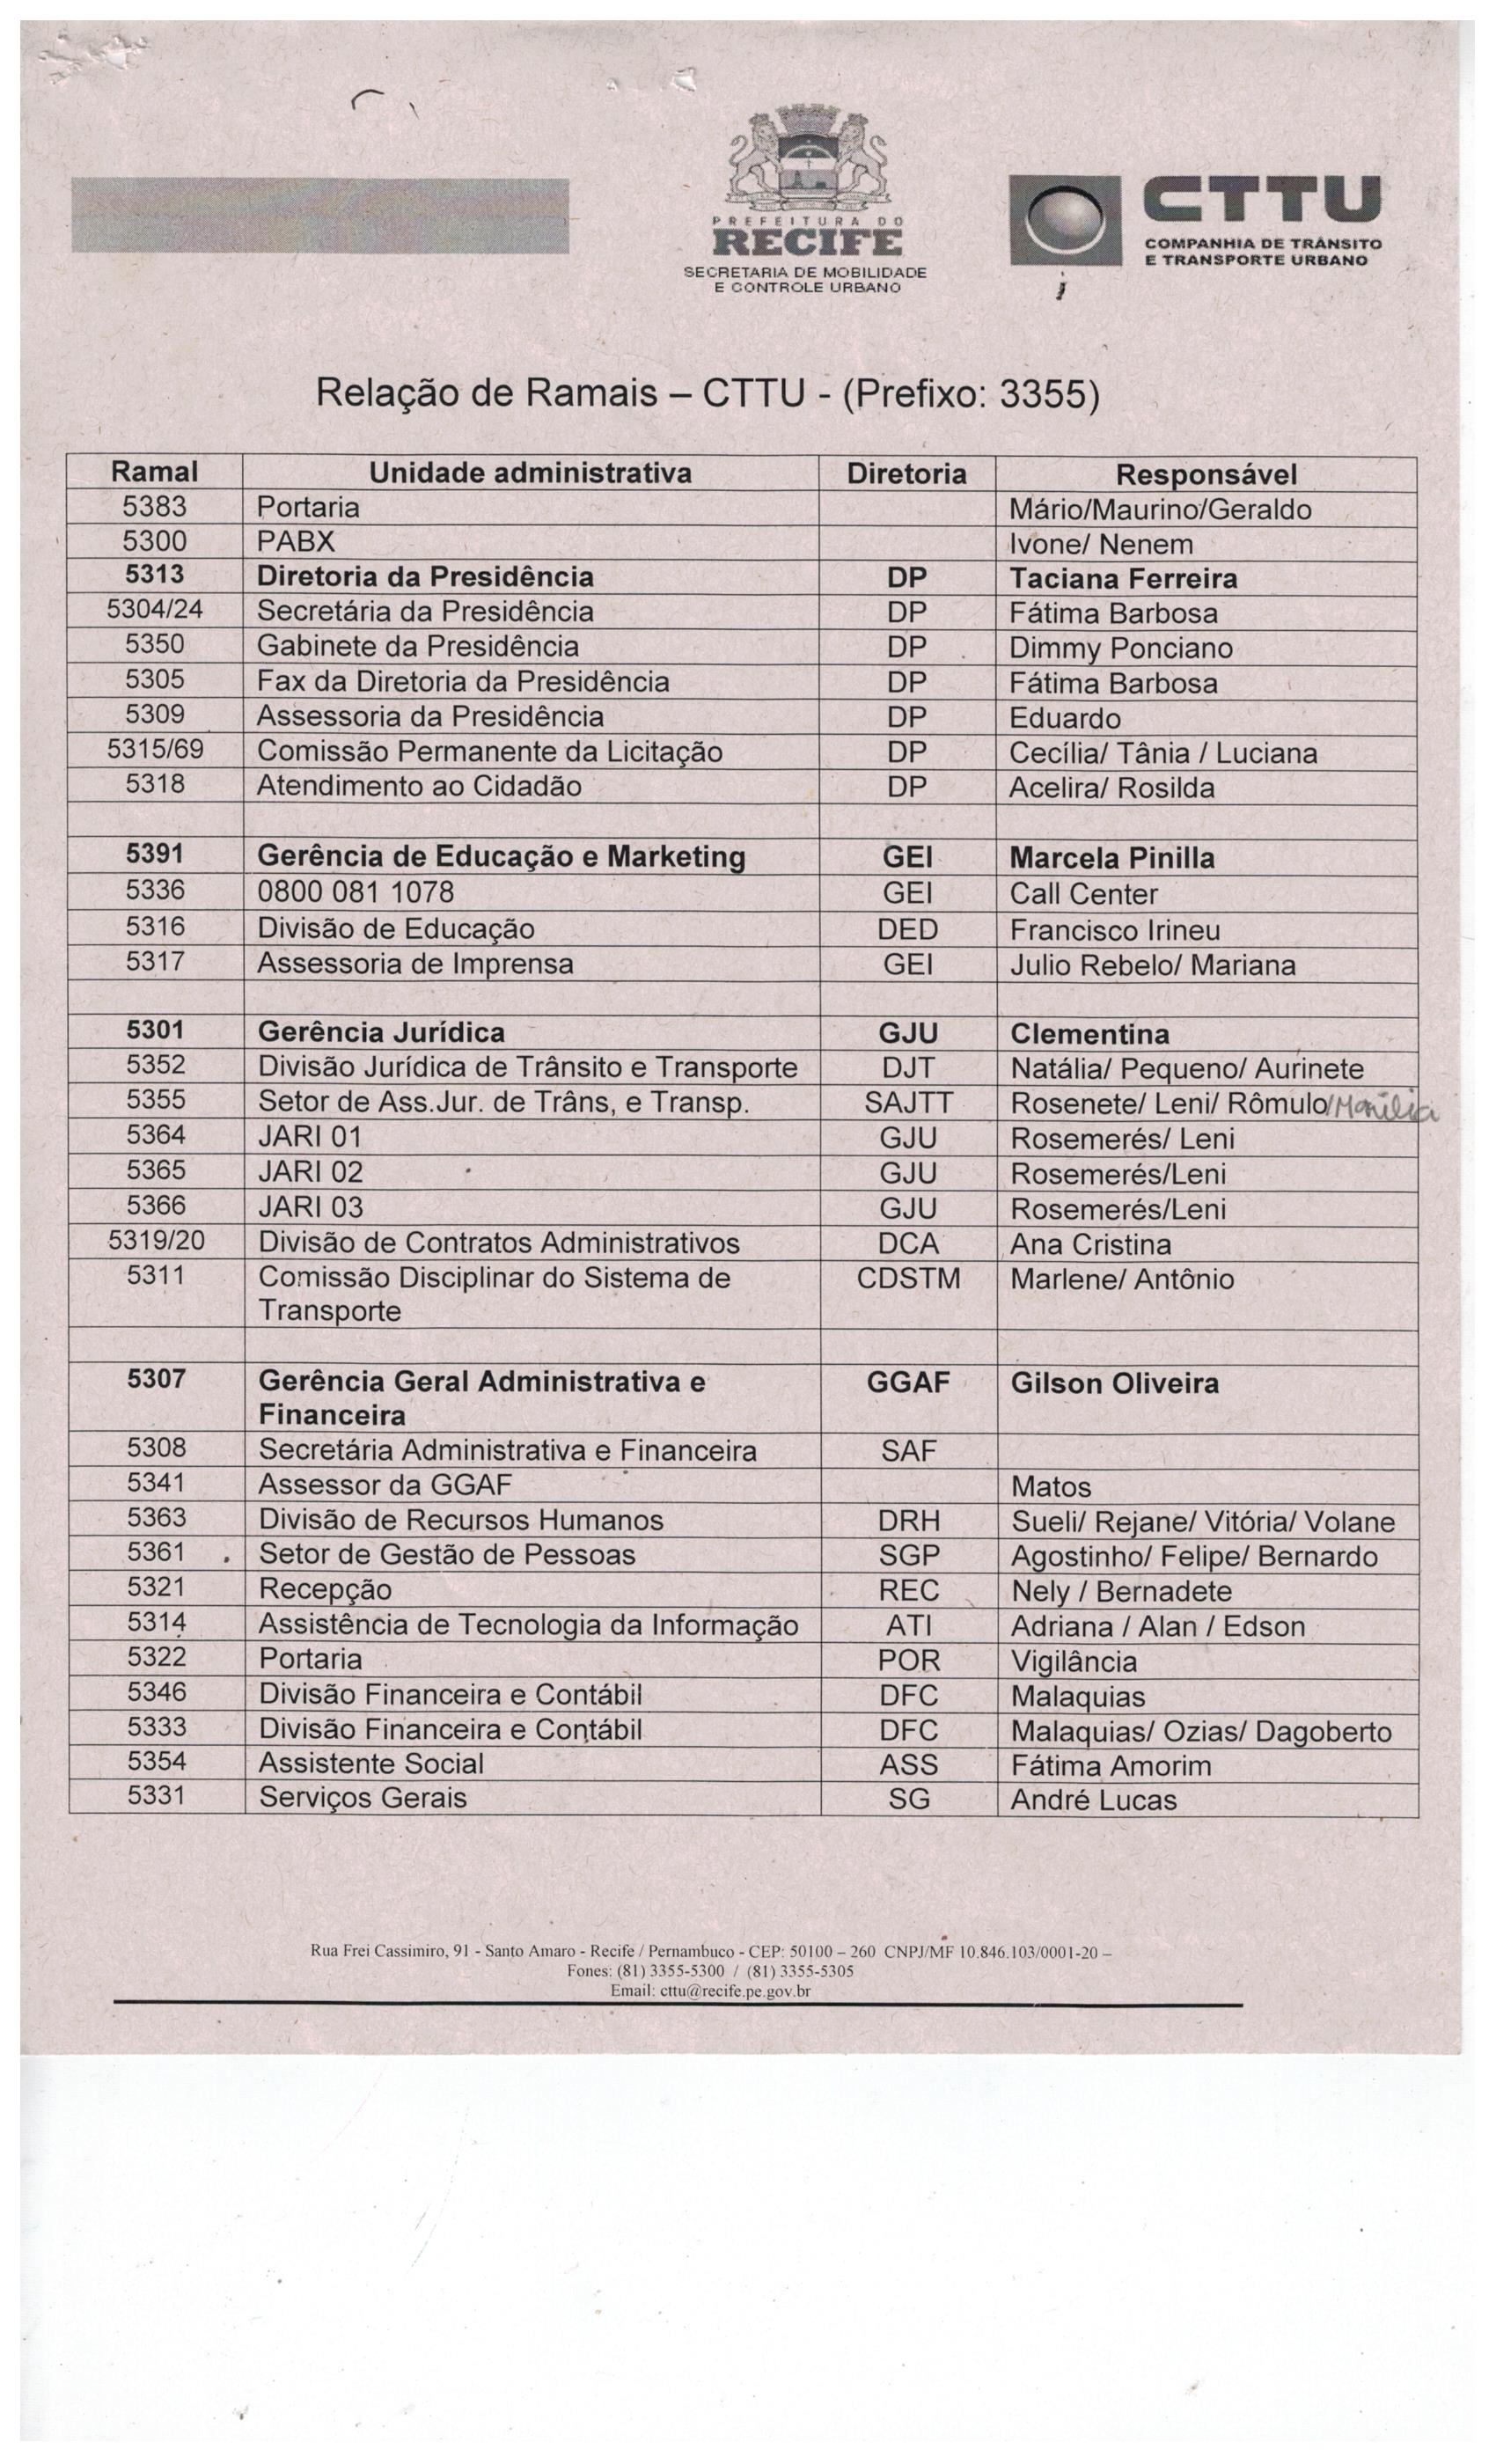 PREFEITURA DO
RECIFE
SECRETARIA DE MOBILIDADE
E CONTROLE URBANO
CTTU
COMPANHIA DE TRÂNSITO
E TRANSPORTE URBANO
Relação de Ramais – CTTU - (Prefixo: 3355)
Ramal Unidade administrativa Diretoria Responsável
5383 Portaria Mário/Maurino/Geraldo
5300 PABX Ivone/ Nenem
5313 Diretoria da Presidência DP Taciana Ferreira
5304/24 Secretária da Presidência DP Fátima Barbosa
5350 Gabinete da Presidência DP Dimmy Ponciano
5305 Fax da Diretoria da Presidência DP Fátima Barbosa
5309 Assessoria da Presidência DP Eduardo
5315/69 Comissão Permanente da Licitação DP Cecília/ Tânia / Luciana
5318 Atendimento ao Cidadão DP Acelira/ Rosilda
5391 Gerência de Educação e Marketing GEI Marcela Pinilla
5336 0800 081 1078 GEI Call Center
5316 Divisão de Educação DED Francisco Irineu
5317 Assessoria de Imprensa GEI Julio Rebelo/ Mariana
5301 Gerência Jurídica GJU Clementina
5352 Divisão Jurídica de Trânsito e Transporte DJT Natália/ Pequeno/ Aurinete
5355 Setor de Ass.Jur. de Trâns, e Transp. SAJTT Rosenete/ Leni/ Rômulo/Marília
5364 JARI 01 GJU Rosemerés/ Leni
5365 JARI 02 GJU Rosemerés/Leni
5366 JARI 03 GJU Rosemerés/Leni
5319/20 Divisão de Contratos Administrativos DCA Ana Cristina
5311 Comissão Disciplinar do Sistema de CDSTM Marlene/ Antônio
Transporte
5307 Gerência Geral Administrativa e GGAF Gilson Oliveira
Financeira
5308 Secretária Administrativa e Financeira SAF
5341 Assessor da GGAF Matos
5363 Divisão de Recursos Humanos DRH Sueli/ Rejane/ Vitória/ Volane
5361 Setor de Gestão de Pessoas SGP Agostinho/ Felipe/ Bernardo
5321 Recepção REC Nely / Bernadete
5314 Assistência de Tecnologia da Informação ATI Adriana / Alan / Edson
5322 Portaria POR Vigilância
5346 Divisão Financeira e Contábil DFC Malaquias
5333 Divisão Financeira e Contábil DFC Malaquias/ Ozias/ Dagoberto
5354 Assistente Social ASS Fátima Amorim
5331 Serviços Gerais SG André Lucas
Rua Frei Cassimiro, 91 - Santo Amaro - Recife / Pernambuco - CEP: 50100 – 260 CNPJ/MF 10.846.103/0001-20 –
Fones: (81) 3355-5300 / (81) 3355-5305
Email: cttu@recife.pe.gov.br